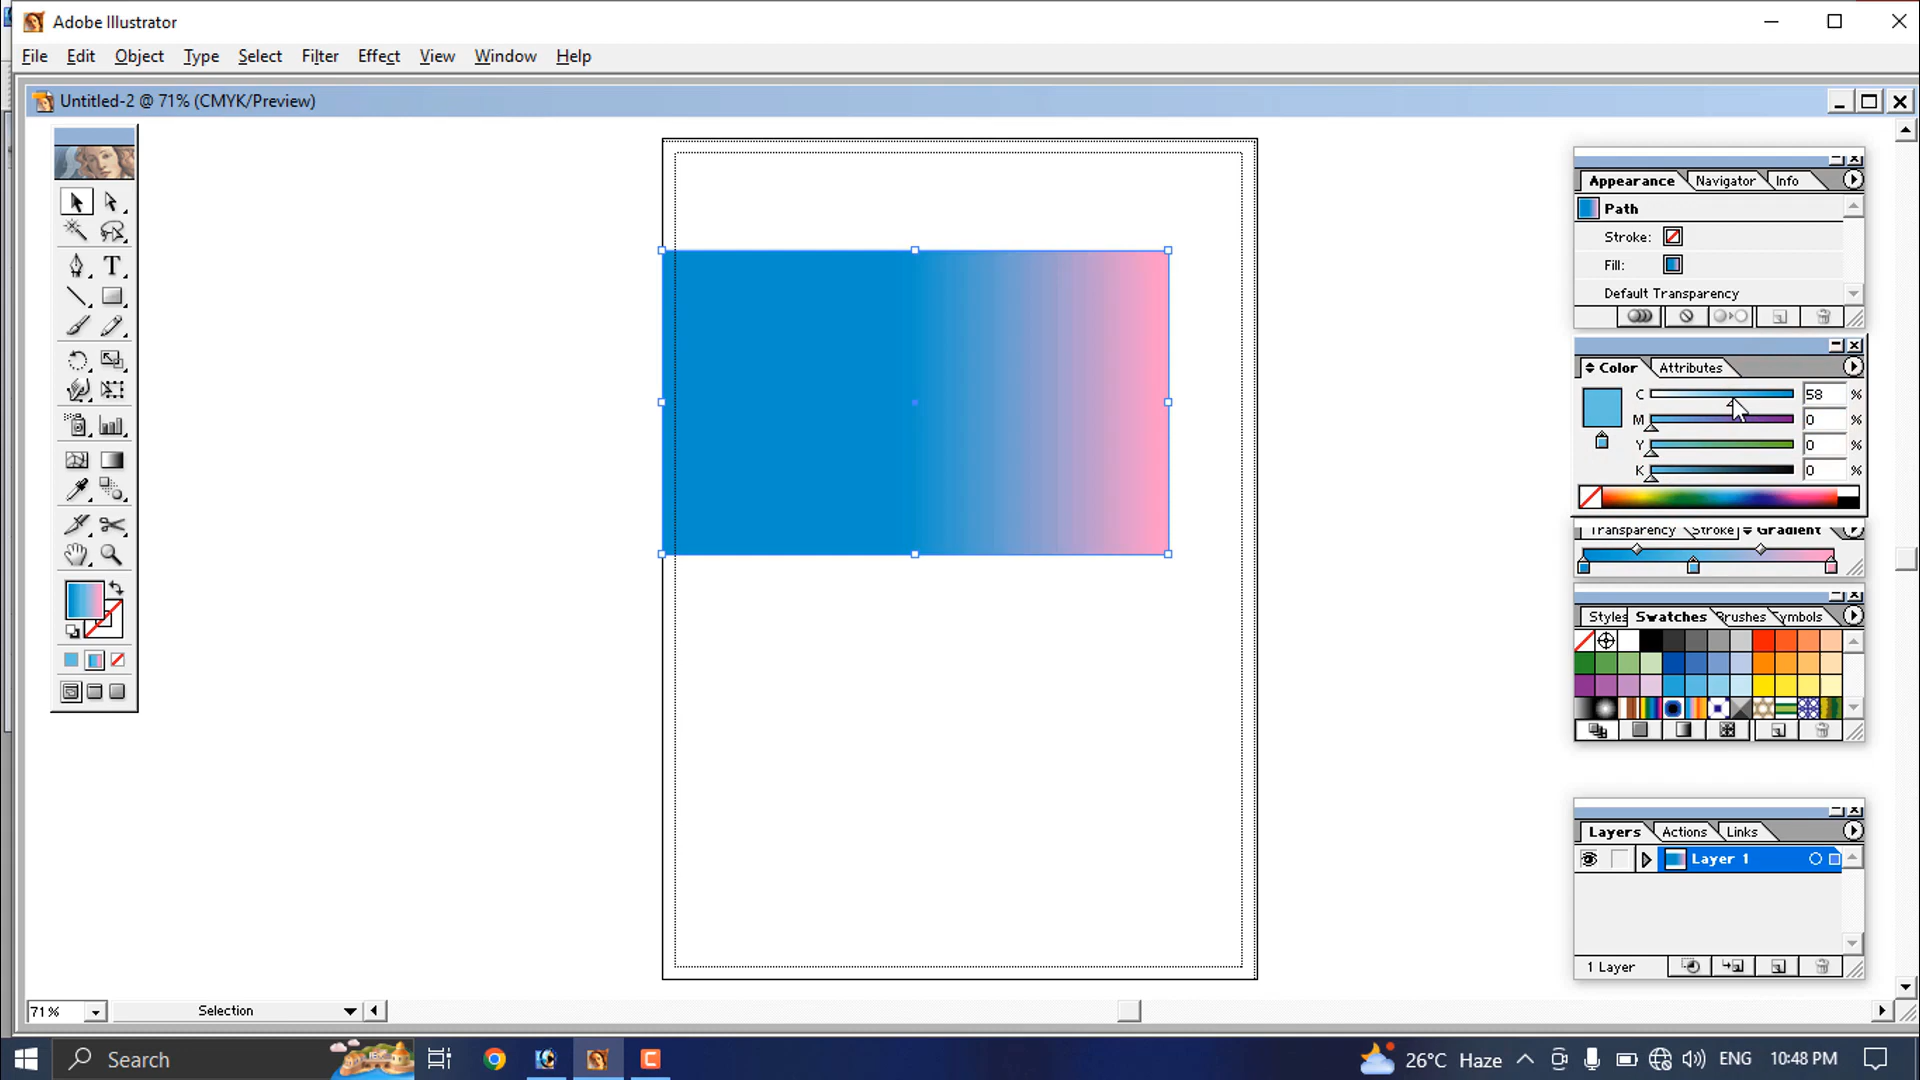 Adobe Illustrator
File Edit Object Type Select Filter Effect View Window Help
Untitled-2 @ 71% (CMYK/Preview)
Appearance Navigator Info
Path
Stroke:
Fill:
Default Transparency
Color Attributes
C 58 %
M 0 %
Y 0 %
K 0 %
Transparency Stroke Gradient
Styles Swatches Brushes Symbols
Layers Actions Links
Layer 1
1 Layer
71% Selection
Search 26°C Haze ENG 10:48 PM